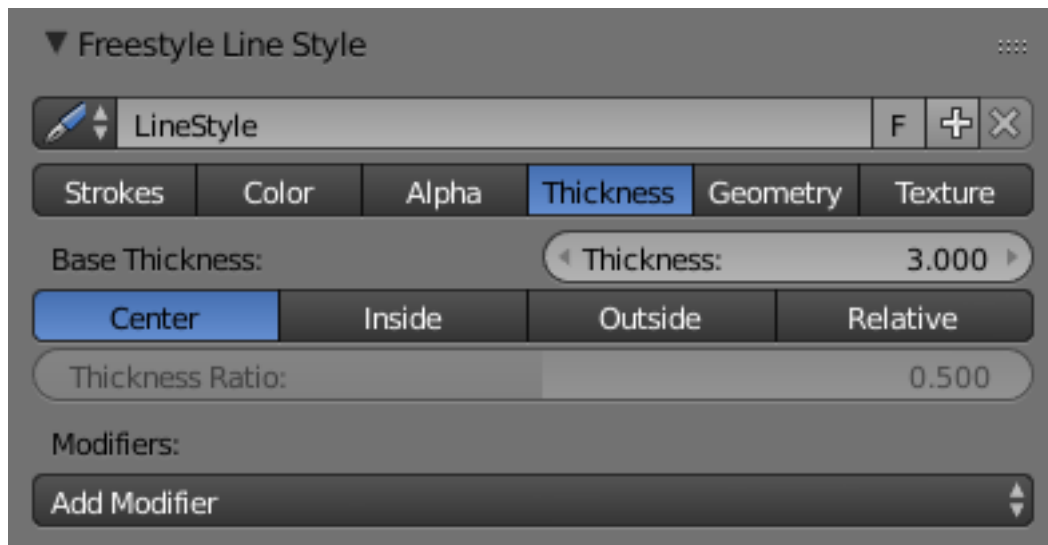 Freestyle Line Style
LineStyle F
Strokes Color Alpha Thickness Geometry Texture
Base Thickness: Thickness: 3.000
Center Inside Outside Relative
Thickness Ratio: 0.500
Modifiers:
Add Modifier